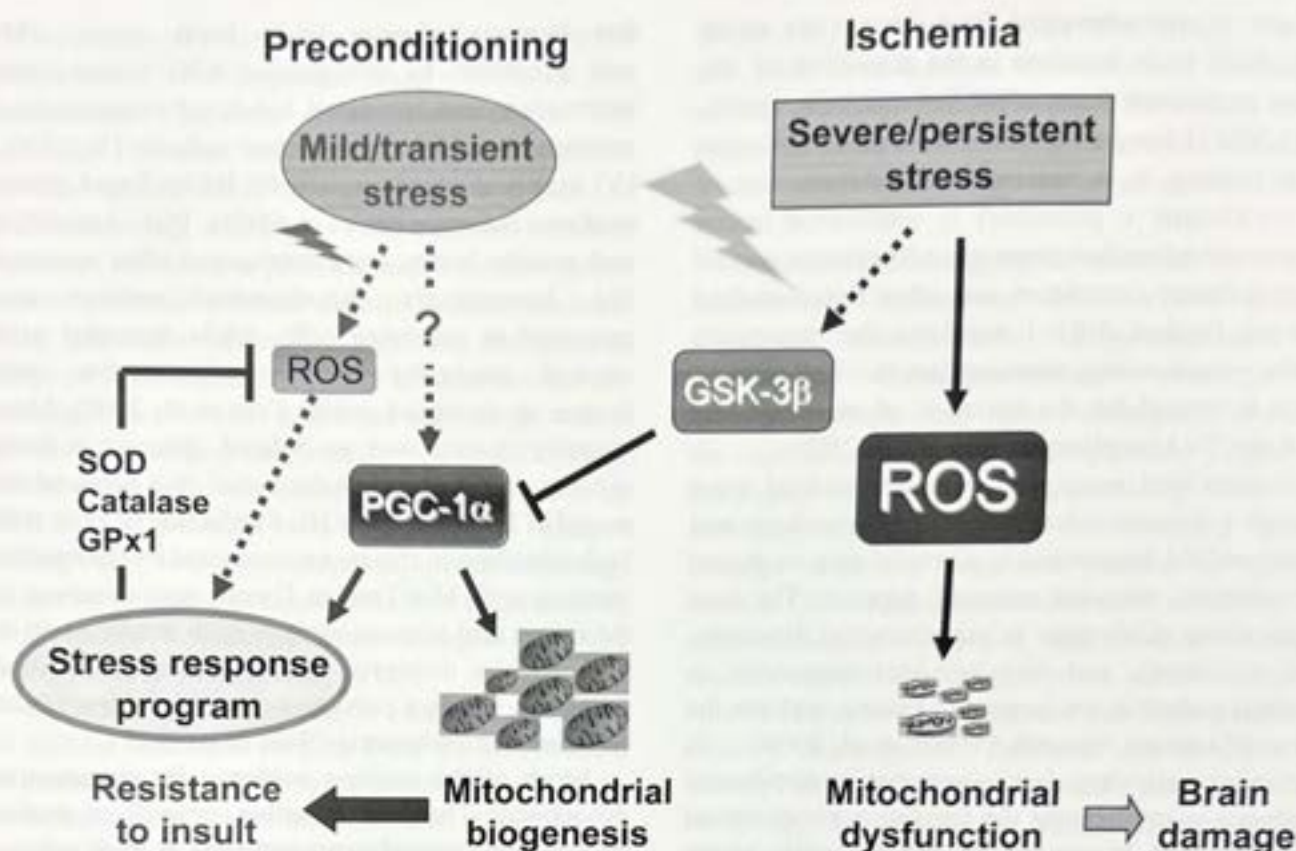 Preconditioning
Mild/transient
stress
?
ROS
SOD
Catalase
GPx1
PGC-1α
Stress response
program
Resistance
to insult
Mitochondrial
biogenesis
Ischemia
Severe/persistent
stress
GSK-3β
ROS
Mitochondrial
dysfunction
Brain
damage